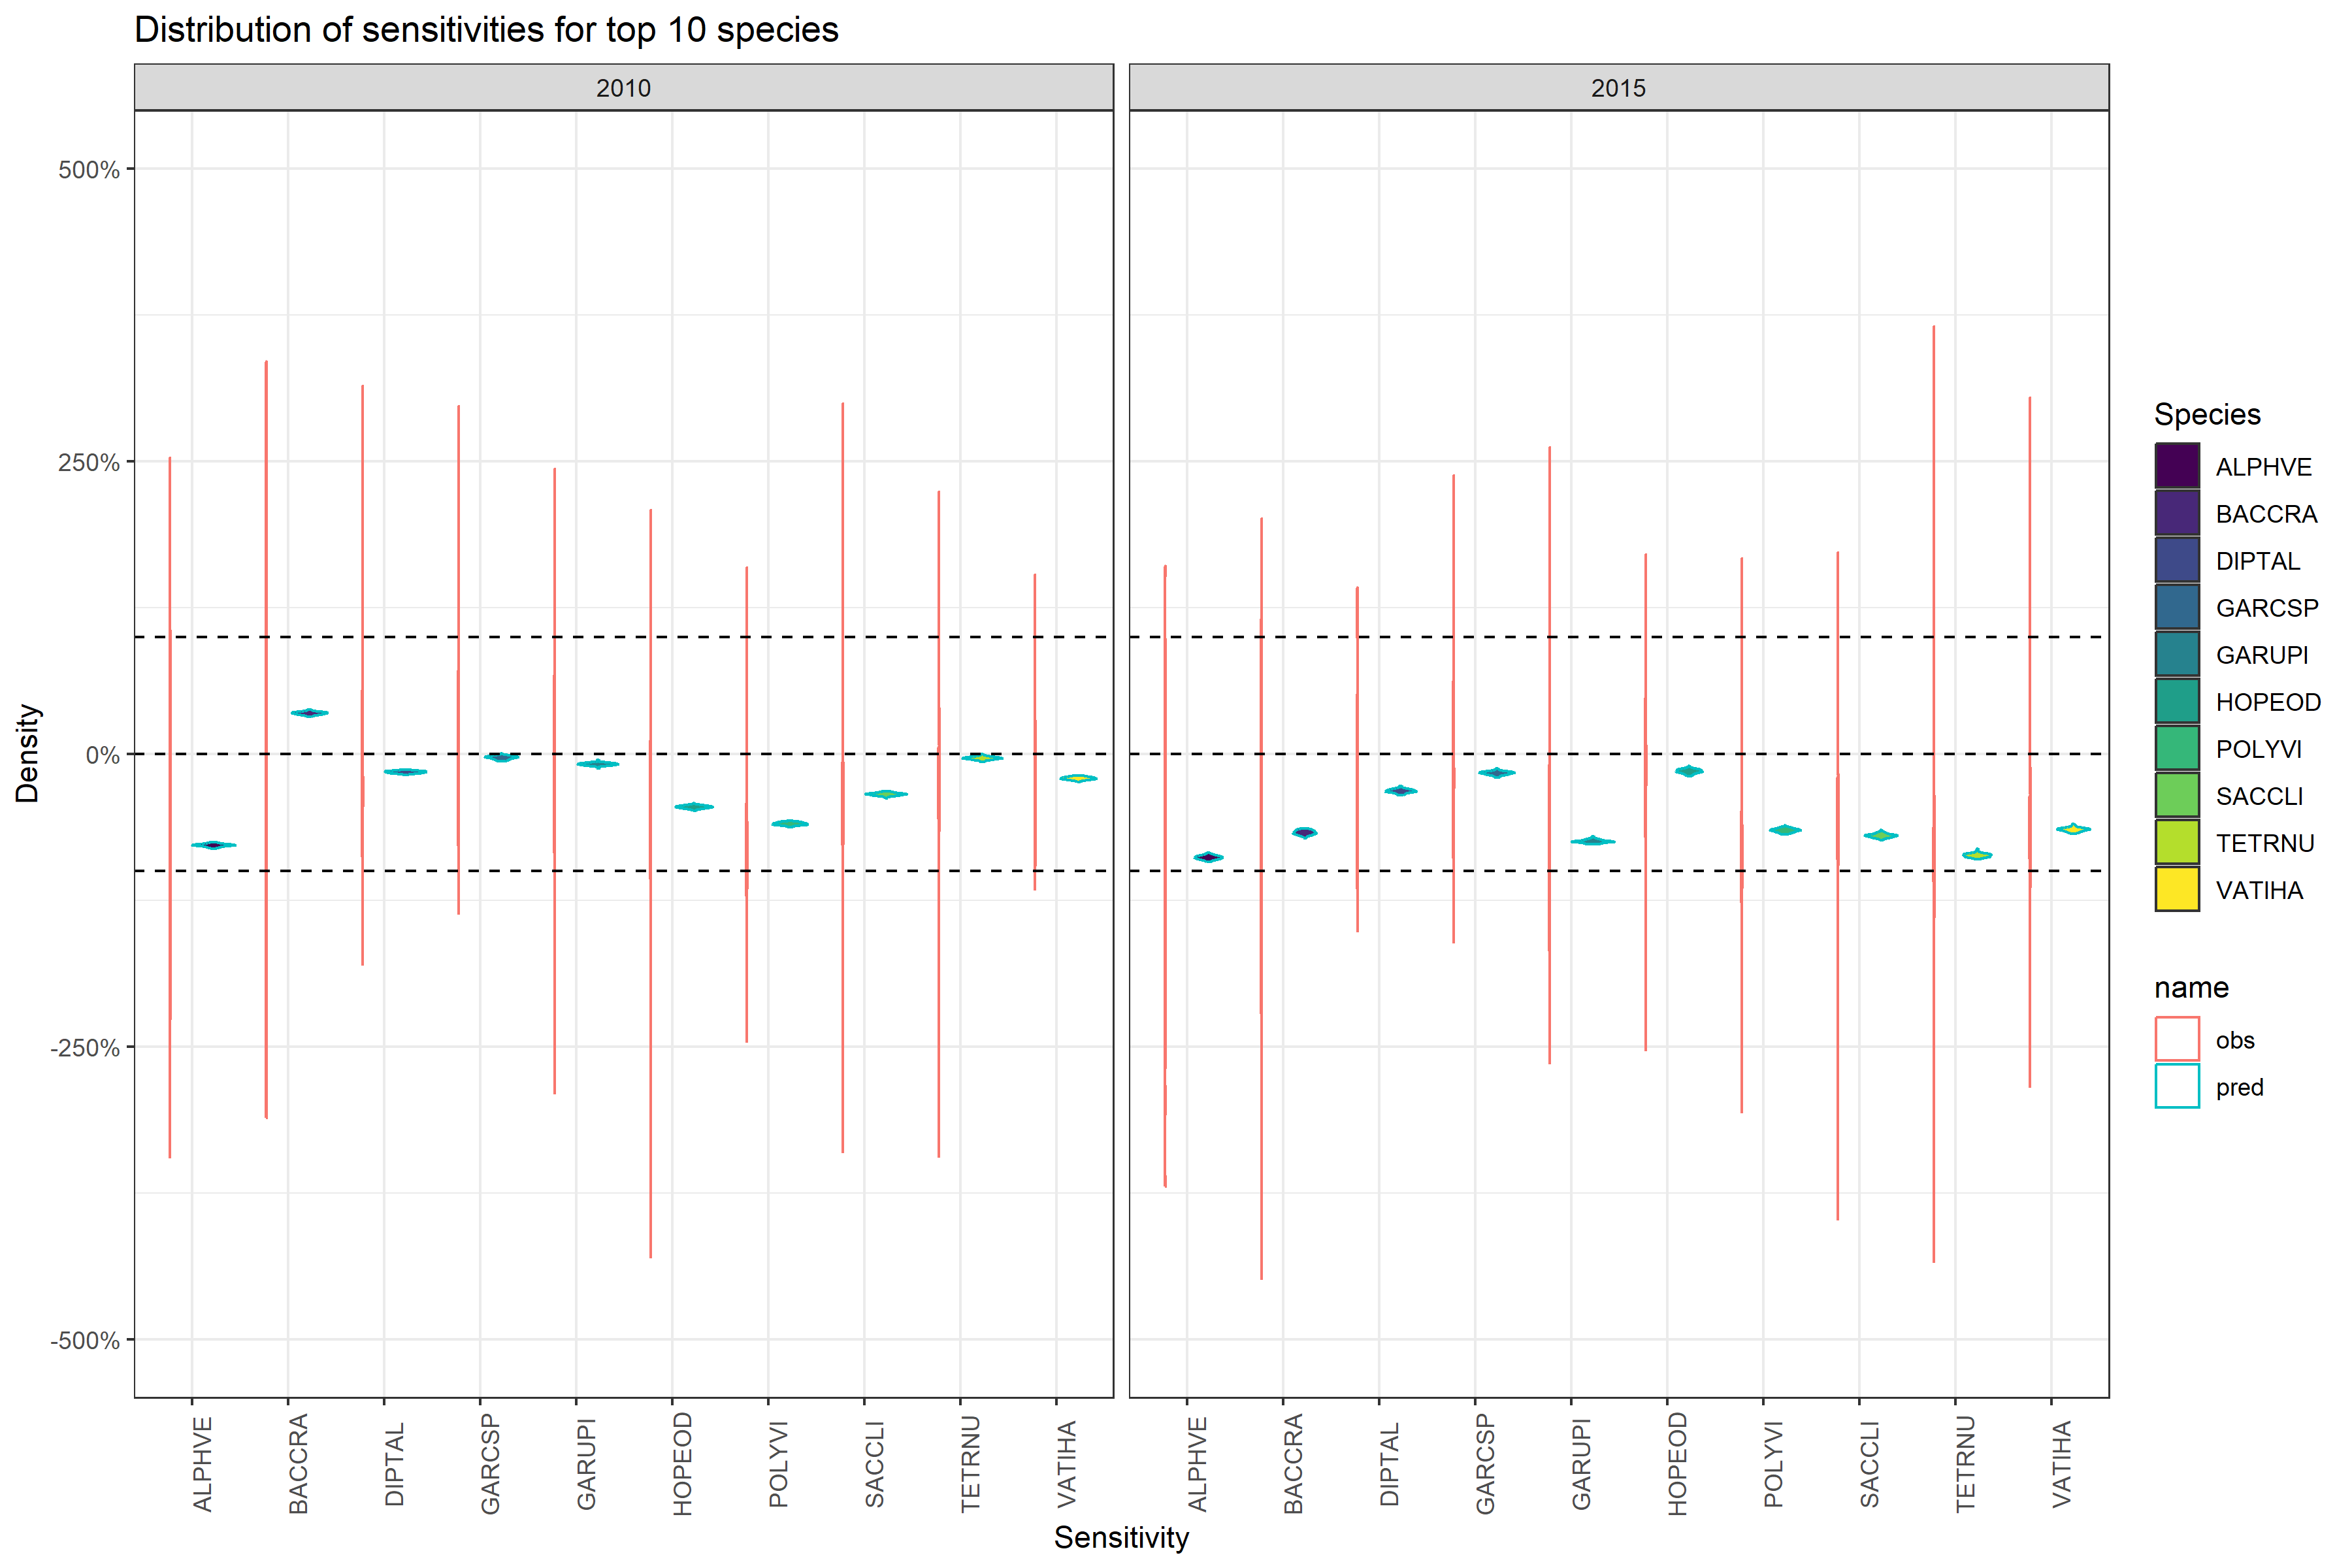 Distribution of sensitivities for top 10 species
2010
2015
500%
250%
0%
-250%
-500%
Density
ALPHVE
BACCRA
DIPTAL
GARCSP
GARUPI
HOPEOD
POLYVI
SACCLI
TETRNU
VATIHA
ALPHVE
BACCRA
DIPTAL
GARCSP
GARUPI
HOPEOD
POLYVI
SACCLI
TETRNU
VATIHA
Sensitivity
Species
ALPHVE
BACCRA
DIPTAL
GARCSP
GARUPI
HOPEOD
POLYVI
SACCLI
TETRNU
VATIHA
name
obs
pred